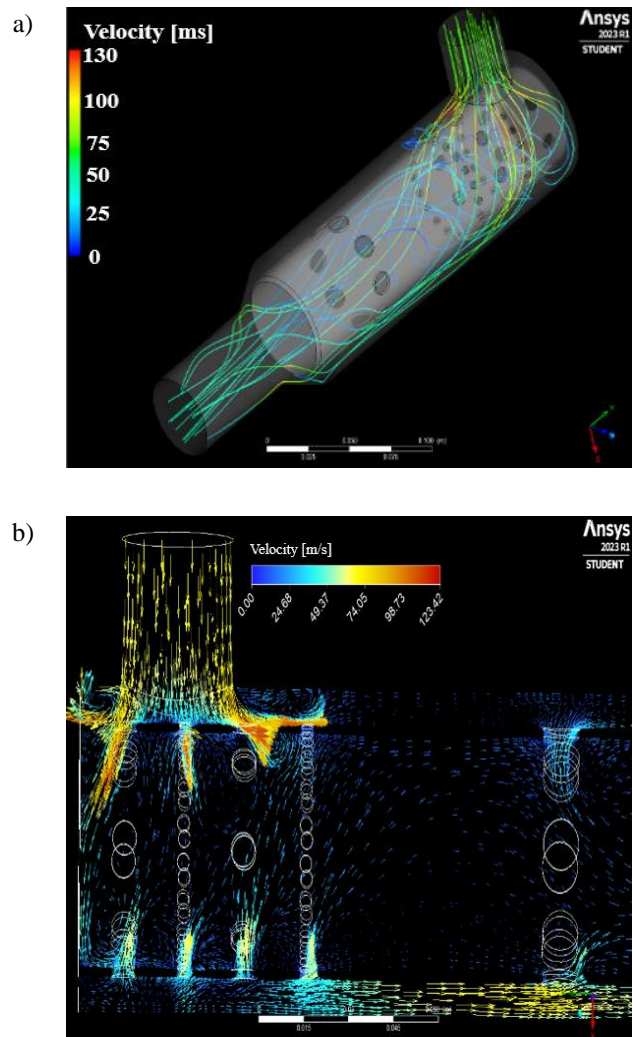 a)
Velocity [ms]
130
100
75
50
25
0
Ansys
2023 R1
STUDENT
0
0.050
0.100 (m)
0.025
0.075
b)
Velocity [m/s]
0.00
24.68
49.37
74.05
98.73
123.42
Ansys
2023 R1
STUDENT
0.015
0.045